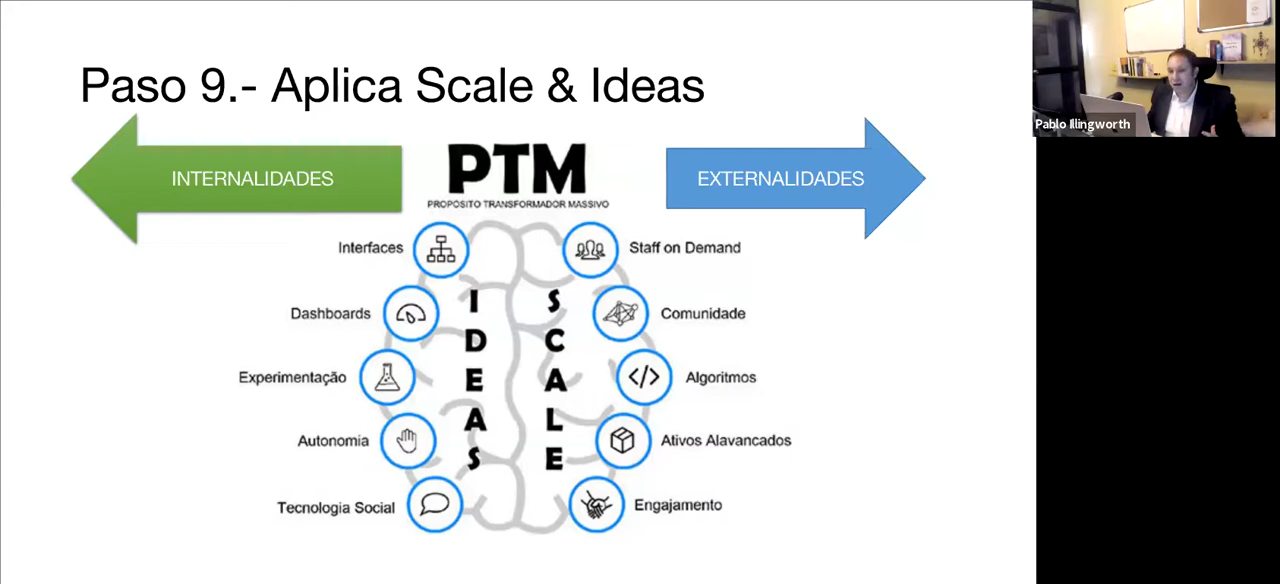 Paso 9.- Aplica Scale & Ideas
Pablo Illingworth
INTERNALIDADES
PTM
PROPÓSITO TRANSFORMADOR MASSIVO
EXTERNALIDADES
Interfaces
Dashboards
Experimentação
Autonomia
Tecnologia Social
IDEAS
SCALE
Staff on Demand
Comunidade
Algoritmos
Ativos Alavancados
Engajamento